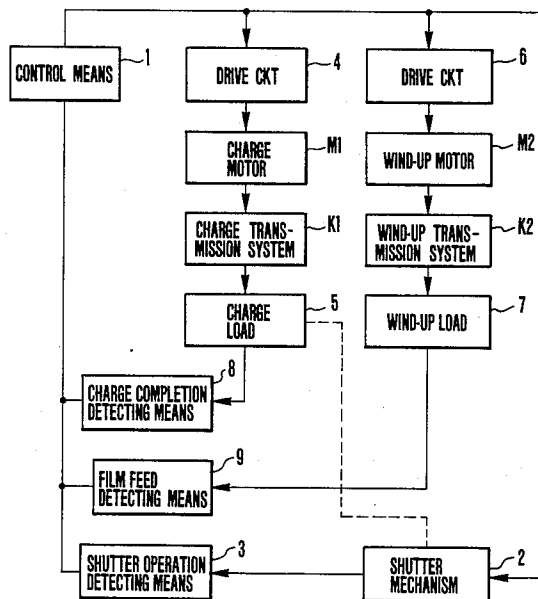 1
CONTROL MEANS
4
DRIVE CKT
6
DRIVE CKT
M1
CHARGE
MOTOR
M2
WIND-UP MOTOR
K1
CHARGE TRANS-
MISSION SYSTEM
K2
WIND-UP TRANS-
MISSION SYSTEM
5
CHARGE
LOAD
7
WIND-UP LOAD
8
CHARGE COMPLETION
DETECTING MEANS
9
FILM FEED
DETECTING MEANS
3
SHUTTER OPERATION
DETECTING MEANS
2
SHUTTER
MECHANISM